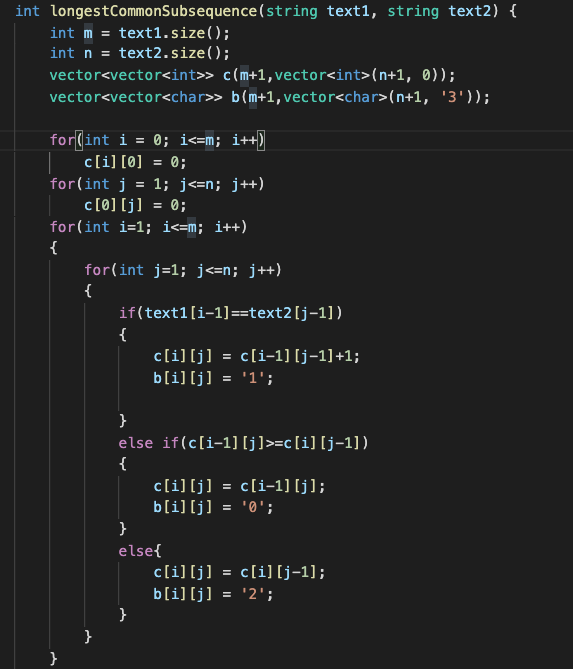 int longestCommonSubsequence(string text1, string text2) {
    int m = text1.size();
    int n = text2.size();
    vector<vector<int>> c(m+1,vector<int>(n+1, 0));
    vector<vector<char>> b(m+1,vector<char>(n+1, '3'));

    for(int i = 0; i<=m; i++)
        c[i][0] = 0;
    for(int j = 1; j<=n; j++)
        c[0][j] = 0;
    for(int i=1; i<=m; i++)
    {
        for(int j=1; j<=n; j++)
        {
            if(text1[i-1]==text2[j-1])
            {
                c[i][j] = c[i-1][j-1]+1;
                b[i][j] = '1';

            }
            else if(c[i-1][j]>=c[i][j-1])
            {
                c[i][j] = c[i-1][j];
                b[i][j] = '0';
            }
            else{
                c[i][j] = c[i][j-1];
                b[i][j] = '2';
            }
        }
    }